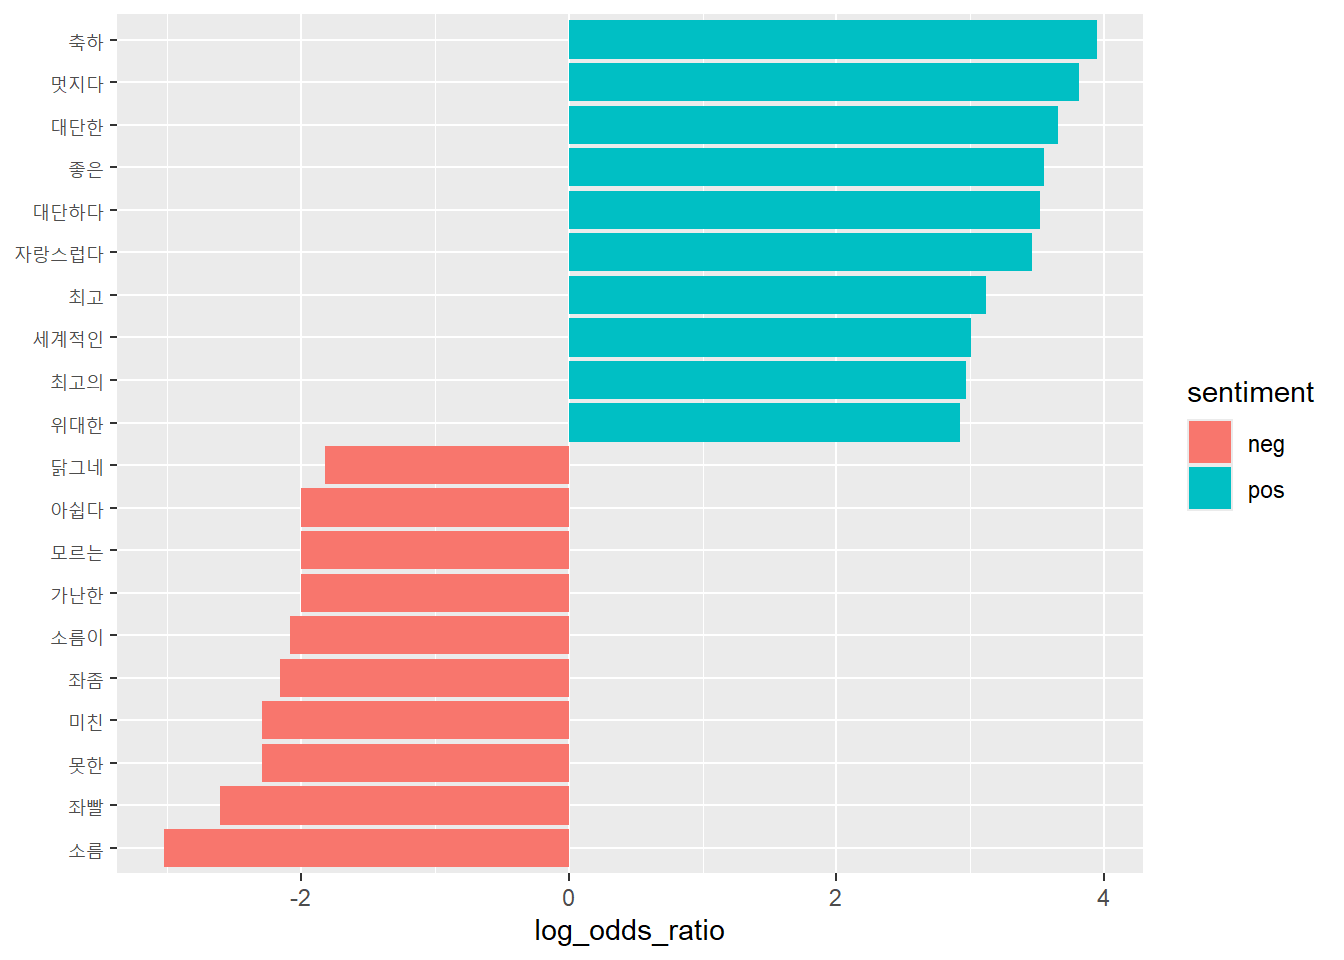 축하
멋지다
대단한
좋은
대단하다
자랑스럽다
최고
세계적인
최고의
위대한
닭그네
아쉽다
모르는
가난한
소름이
좌좀
미친
못한
좌빨
소름
-2 0 2 4
log_odds_ratio
sentiment
neg
pos